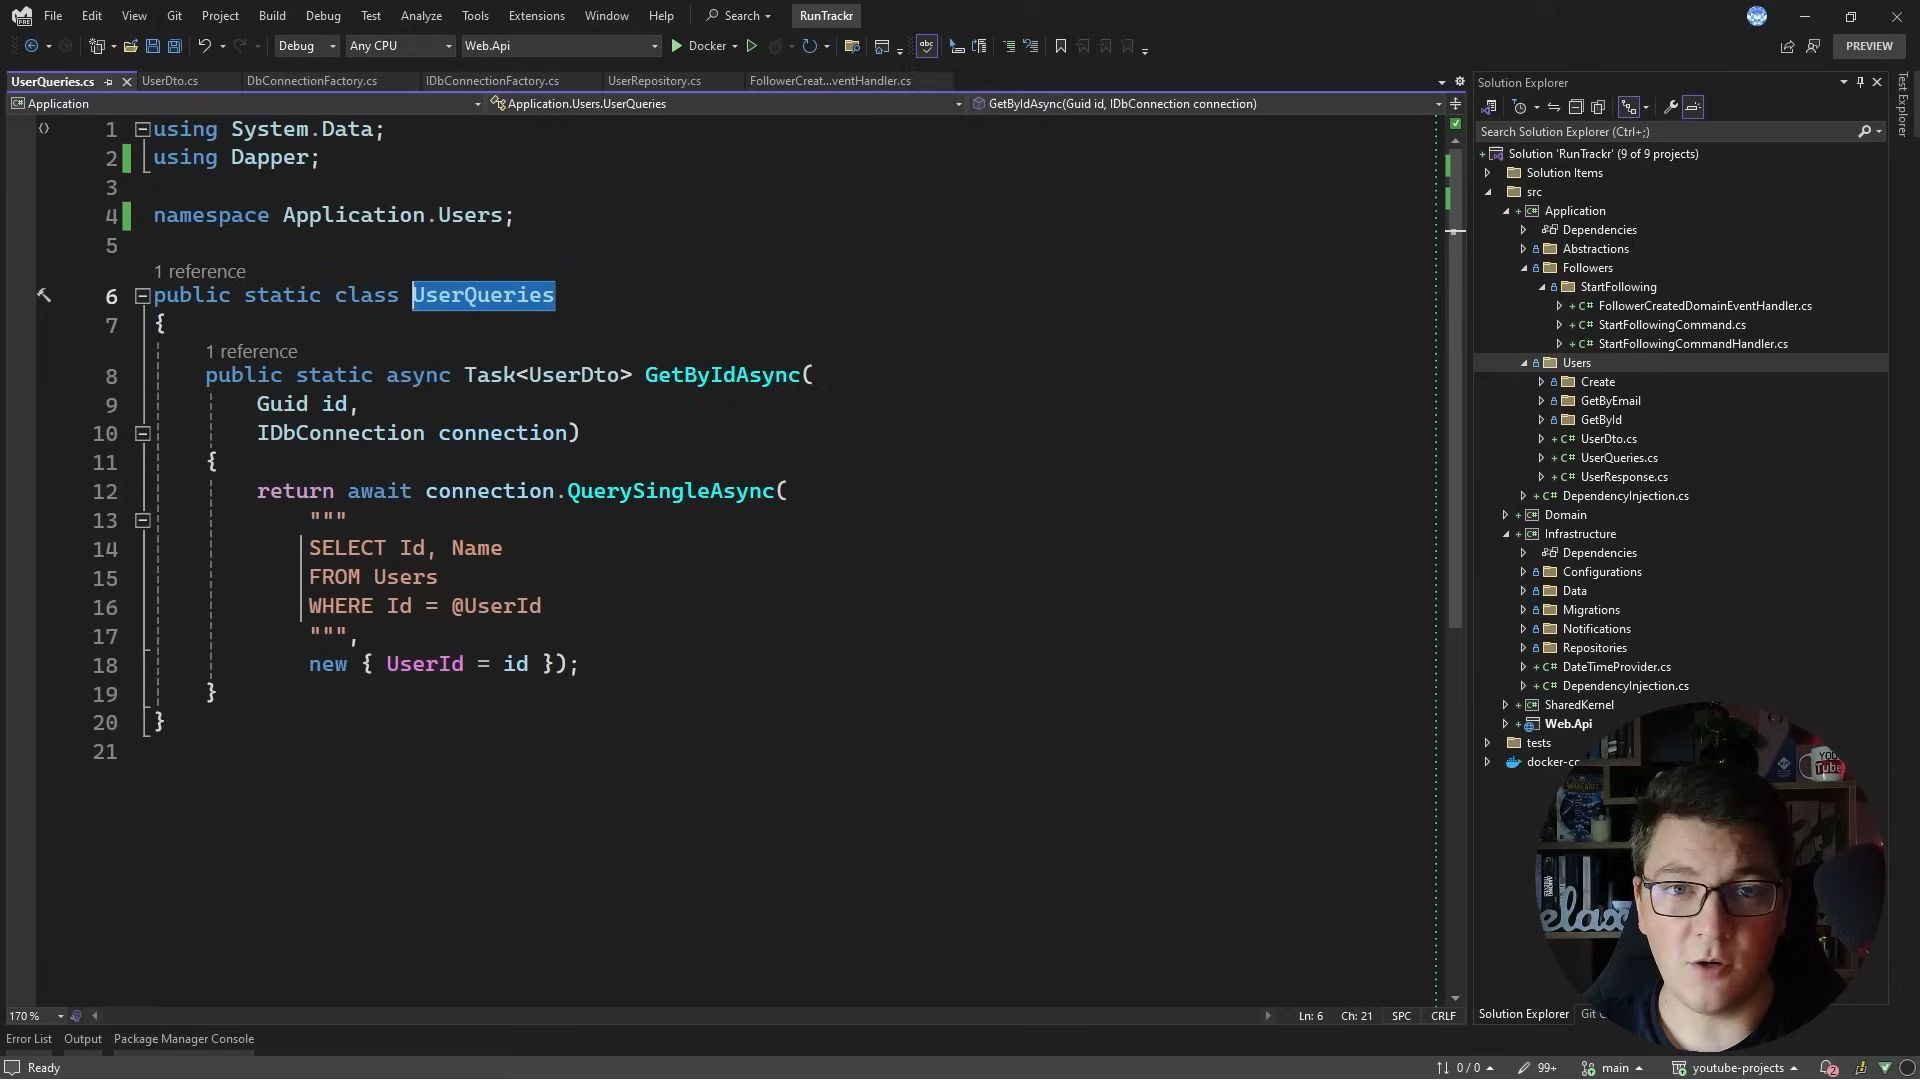 File Edit View Git Project Build Debug Test Analyze Tools Extensions Window Help Search RunTrackr
Debug Any CPU Web.Api Docker PREVIEW
UserQueries.cs UserDto.cs DbConnectionFactory.cs IDbConnectionFactory.cs UserRepository.cs FollowerCreat...ventHandler.cs
Application Application.Users.UserQueries GetByIdAsync(Guid id, IDbConnection connection)
1 using System.Data;
2 using Dapper;
3
4 namespace Application.Users;
5
1 reference
6 public static class UserQueries
7 {
1 reference
8 public static async Task<UserDto> GetByIdAsync(
9 Guid id,
10 IDbConnection connection)
11 {
12 return await connection.QuerySingleAsync(
13 """
14 SELECT Id, Name
15 FROM Users
16 WHERE Id = @UserId
17 """,
18 new { UserId = id });
19 }
20 }
21
170 % Ln: 6 Ch: 21 SPC CRLF
Error List Output Package Manager Console
Ready 0 / 0 99+ main youtube-projects 2
Solution Explorer
Search Solution Explorer (Ctrl+;)
Solution 'RunTrackr' (9 of 9 projects)
Solution Items
src
Application
Dependencies
Abstractions
Followers
StartFollowing
FollowerCreatedDomainEventHandler.cs
StartFollowingCommand.cs
StartFollowingCommandHandler.cs
Users
Create
GetByEmail
GetById
UserDto.cs
UserQueries.cs
UserResponse.cs
DependencyInjection.cs
Domain
Infrastructure
Dependencies
Configurations
Data
Migrations
Notifications
Repositories
DateTimeProvider.cs
DependencyInjection.cs
SharedKernel
Web.Api
tests
docker-cc
Solution Explorer Git C
Test Explorer
YOU
Tube
elax